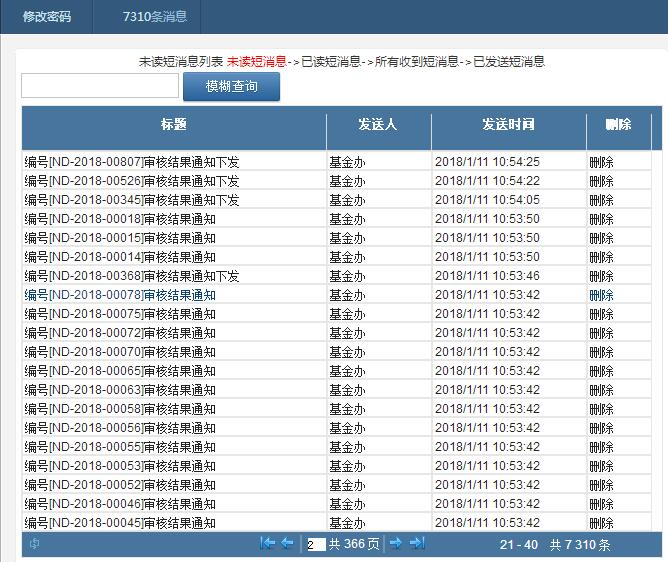 修改密码 7310条消息
未读短消息列表 未读短消息->已读短消息->所有收到短消息->已发送短消息
模糊查询
标题 发送人 发送时间 删除
编号[ND-2018-00807]审核结果通知下发 基金办 2018/1/11 10:54:25 删除
编号[ND-2018-00526]审核结果通知下发 基金办 2018/1/11 10:54:22 删除
编号[ND-2018-00345]审核结果通知下发 基金办 2018/1/11 10:54:05 删除
编号[ND-2018-00018]审核结果通知 基金办 2018/1/11 10:53:50 删除
编号[ND-2018-00015]审核结果通知 基金办 2018/1/11 10:53:50 删除
编号[ND-2018-00014]审核结果通知 基金办 2018/1/11 10:53:50 删除
编号[ND-2018-00368]审核结果通知下发 基金办 2018/1/11 10:53:46 删除
编号[ND-2018-00078]审核结果通知 基金办 2018/1/11 10:53:42 删除
编号[ND-2018-00075]审核结果通知 基金办 2018/1/11 10:53:42 删除
编号[ND-2018-00072]审核结果通知 基金办 2018/1/11 10:53:42 删除
编号[ND-2018-00070]审核结果通知 基金办 2018/1/11 10:53:42 删除
编号[ND-2018-00065]审核结果通知 基金办 2018/1/11 10:53:42 删除
编号[ND-2018-00063]审核结果通知 基金办 2018/1/11 10:53:42 删除
编号[ND-2018-00058]审核结果通知 基金办 2018/1/11 10:53:42 删除
编号[ND-2018-00056]审核结果通知 基金办 2018/1/11 10:53:42 删除
编号[ND-2018-00055]审核结果通知 基金办 2018/1/11 10:53:42 删除
编号[ND-2018-00053]审核结果通知 基金办 2018/1/11 10:53:42 删除
编号[ND-2018-00052]审核结果通知 基金办 2018/1/11 10:53:42 删除
编号[ND-2018-00046]审核结果通知 基金办 2018/1/11 10:53:42 删除
编号[ND-2018-00045]审核结果通知 基金办 2018/1/11 10:53:42 删除
2 共 366 页 21 - 40 共 7 310 条